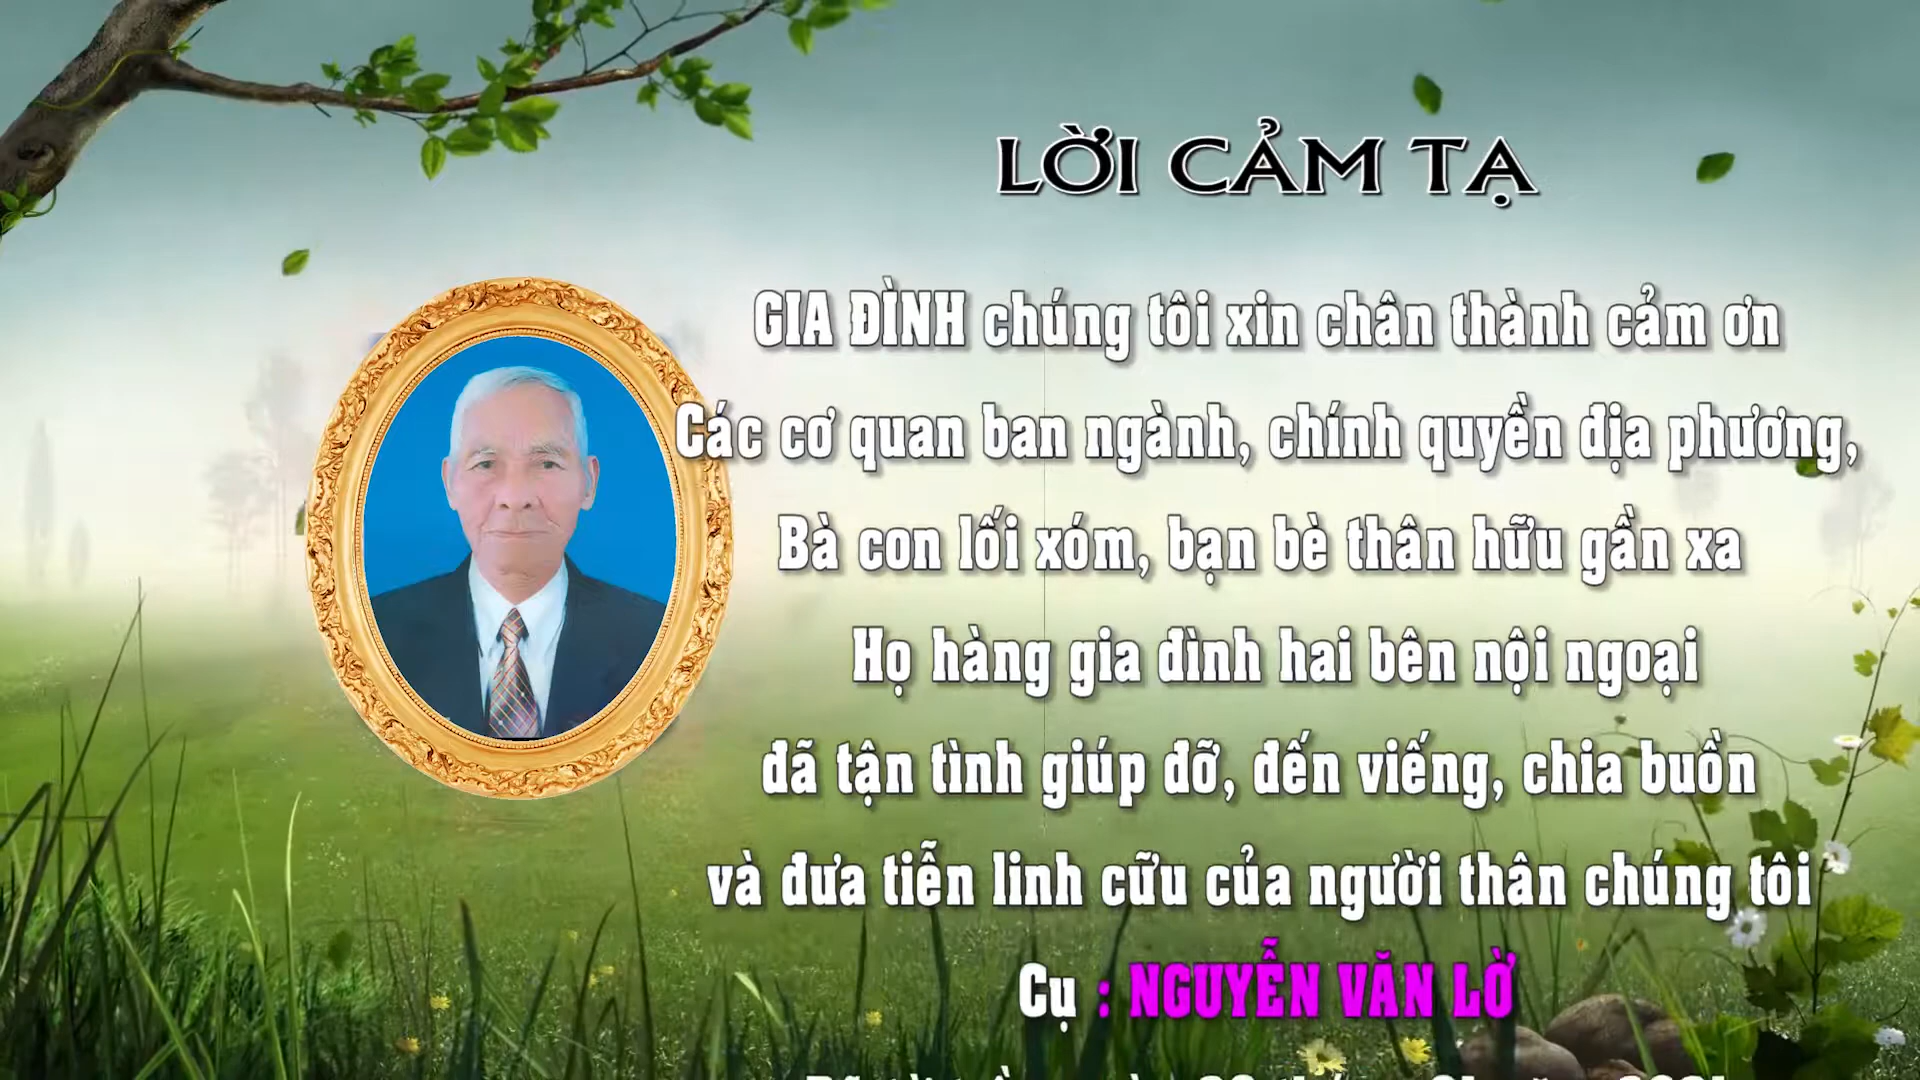 LỜI CẢM TẠ
GIA ĐÌNH chúng tôi xin chân thành cảm ơn
Các cơ quan ban ngành, chính quyền địa phương,
Bà con lối xóm, bạn bè thân hữu gần xa
Họ hàng gia đình hai bên nội ngoại
đã tận tình giúp đỡ, đến viếng, chia buồn
và đưa tiễn linh cữu của người thân chúng tôi
Cụ : NGUYỄN VĂN LỜ